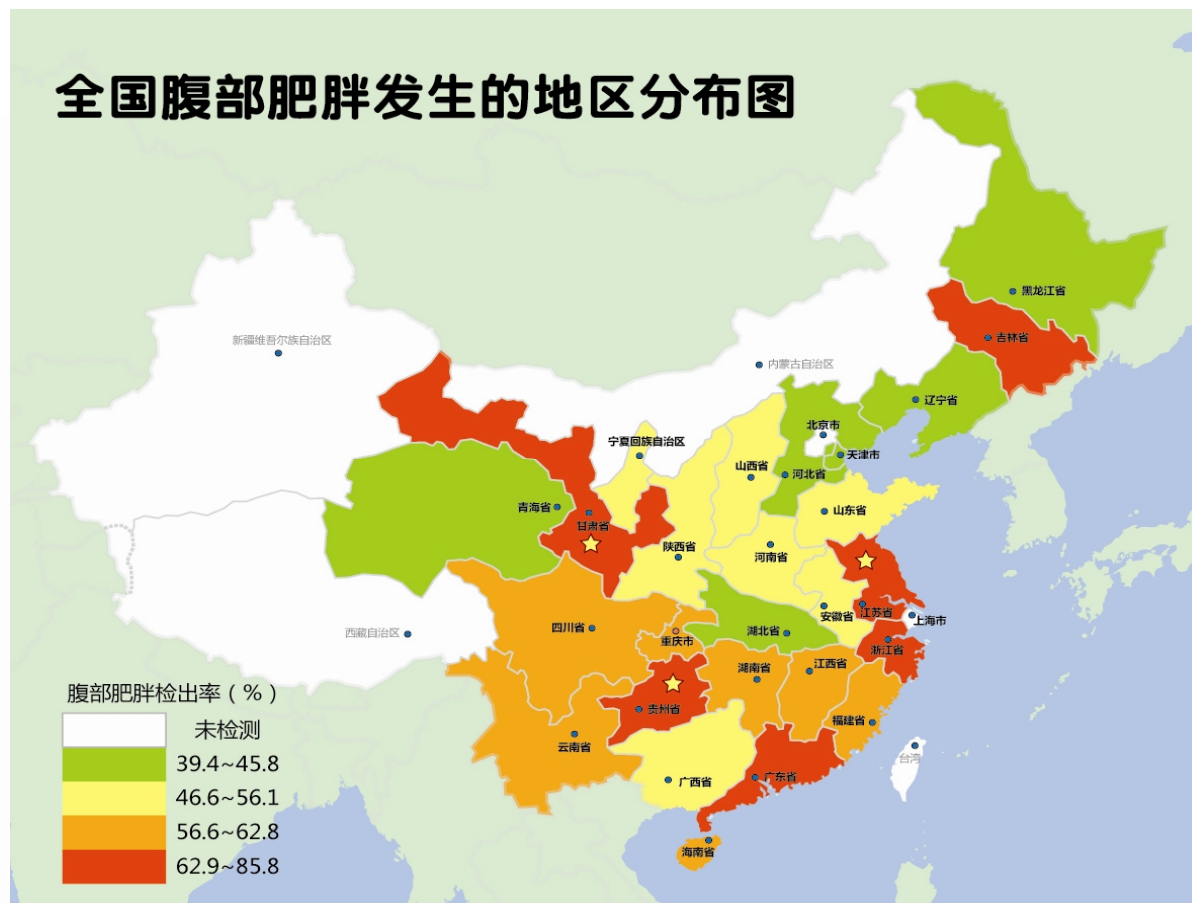 全国腹部肥胖发生的地区分布图
黑龙江省
吉林省
新疆维吾尔族自治区
内蒙古自治区
辽宁省
北京市
宁夏回族自治区
天津市
山西省
河北省
青海省
山东省
甘肃省
陕西省
河南省
安徽省
江苏省
上海市
四川省
西藏自治区
湖北省
重庆市
浙江省
湖南省
江西省
贵州省
福建省
云南省
台湾
广西省
广东省
海南省
腹部肥胖检出率(%)
未检测
39.4~45.8
46.6~56.1
56.6~62.8
62.9~85.8